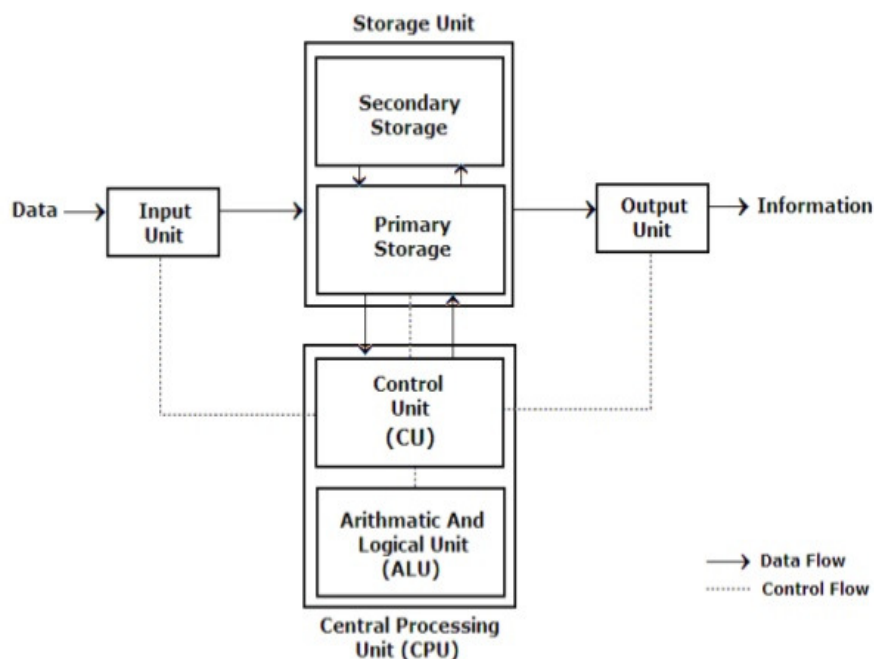 Storage Unit
Secondary
Storage
Data
Input
Unit
Primary
Storage
Output
Unit
Information
Control
Unit
(CU)
Arithmatic And
Logical Unit
(ALU)
Data Flow
Control Flow
Central Processing
Unit (CPU)